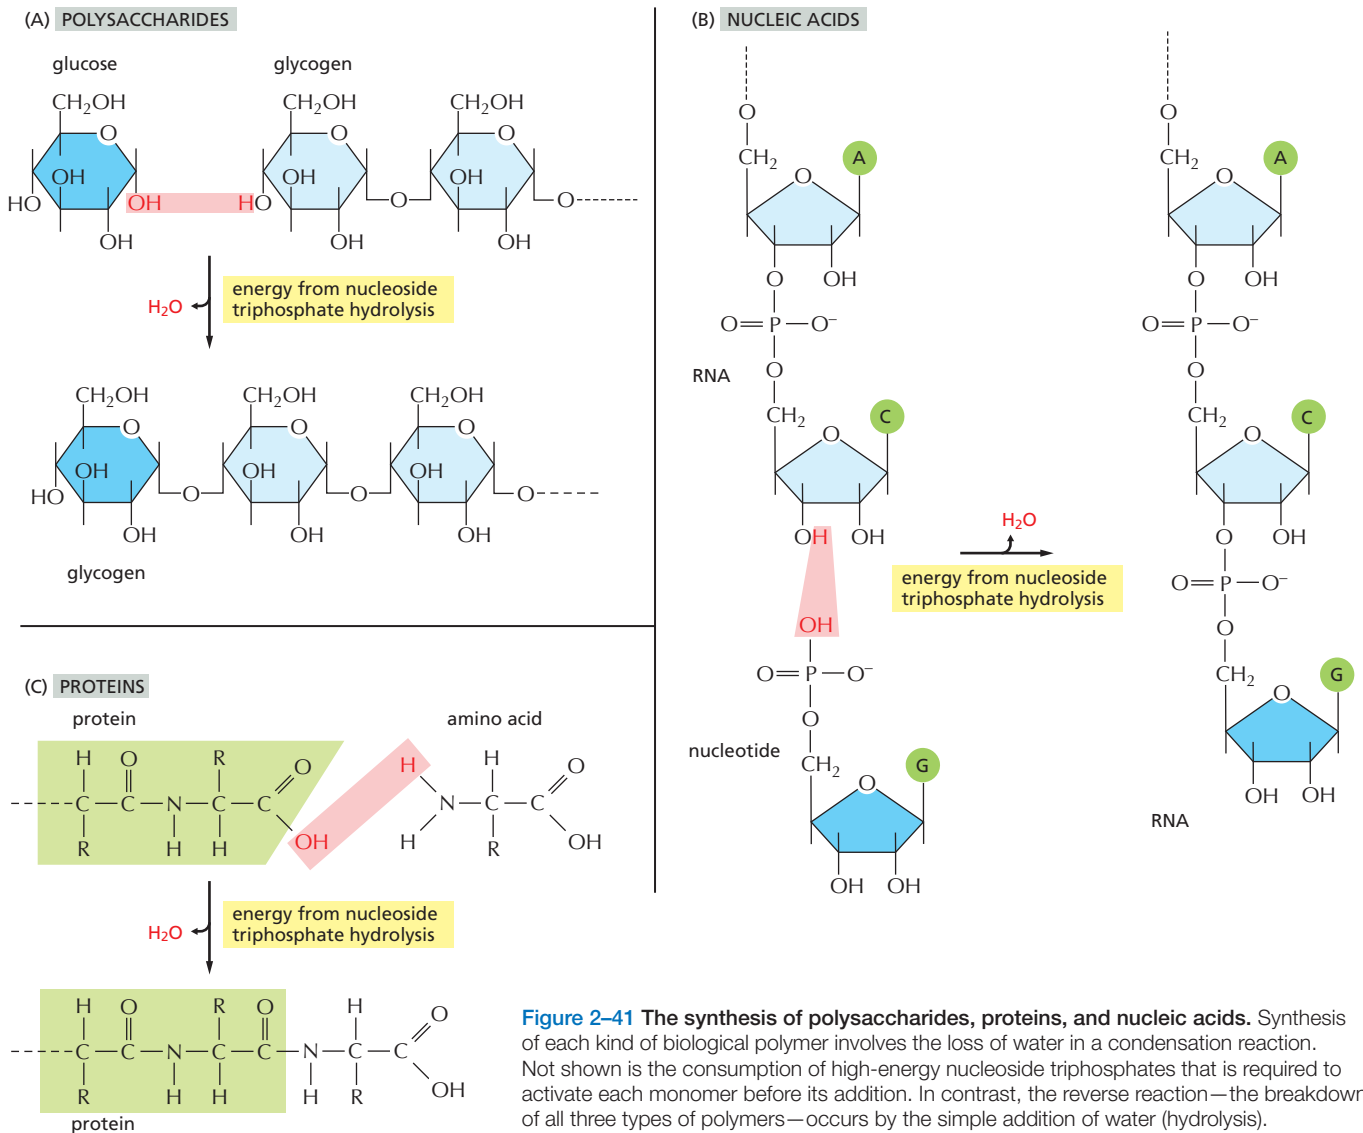 (A) POLYSACCHARIDES
glucose
glycogen
CH₂OH
CH₂OH
CH₂OH
O
O
O
OH
OH
OH
HO
OH
HO
O
O
OH
OH
OH
H₂O
energy from nucleoside
triphosphate hydrolysis
CH₂OH
CH₂OH
CH₂OH
O
O
O
OH
OH
OH
HO
O
O
O
OH
OH
OH
glycogen
(B) NUCLEIC ACIDS
O
CH₂
A
O
O
OH
O=P—O⁻
O
RNA
CH₂
C
O
OH
OH
OH
O=P—O⁻
O
nucleotide
CH₂
G
O
OH
OH
H₂O
energy from nucleoside
triphosphate hydrolysis
O
CH₂
A
O
O
OH
O=P—O⁻
O
CH₂
C
O
O
OH
O=P—O⁻
O
CH₂
G
O
OH
OH
RNA
(C) PROTEINS
protein
amino acid
H
O
R
O
H
H
O
C—C—N—C—C
N—C—C
R
H
H
OH
H
R
OH
H₂O
energy from nucleoside
triphosphate hydrolysis
H
O
R
O
H
O
C—C—N—C—C—N—C—C
R
H
H
H
R
OH
protein
Figure 2–41 The synthesis of polysaccharides, proteins, and nucleic acids. Synthesis
of each kind of biological polymer involves the loss of water in a condensation reaction.
Not shown is the consumption of high-energy nucleoside triphosphates that is required to
activate each monomer before its addition. In contrast, the reverse reaction—the breakdown
of all three types of polymers—occurs by the simple addition of water (hydrolysis).